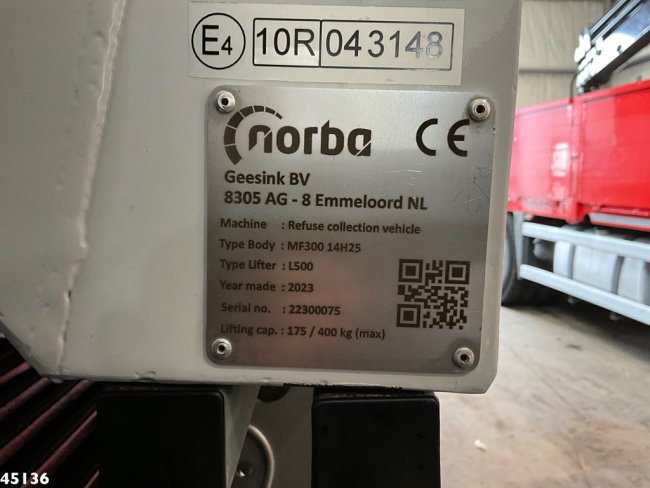 E4 10R 043148
norba CE
Geesink BV
8305 AG - 8 Emmeloord NL
Machine : Refuse collection vehicle
Type Body : MF300 14H25
Type Lifter : L500
Year made : 2023
Serial no. : 22300075
Lifting cap. : 175 / 400 kg (max)
45136